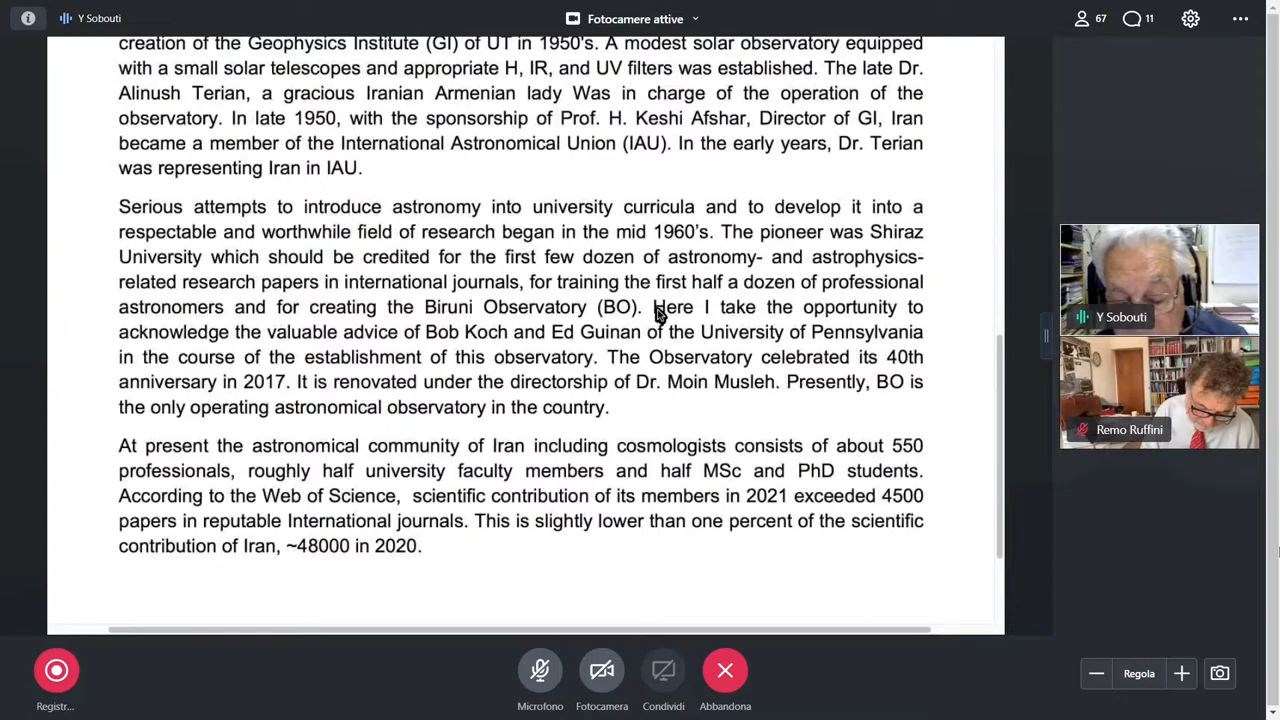 Y Sobouti
Fotocamere attive
67
11
creation of the Geophysics Institute (GI) of UT in 1950's. A modest solar observatory equipped
with a small solar telescopes and appropriate H, IR, and UV filters was established. The late Dr.
Alinush Terian, a gracious Iranian Armenian lady Was in charge of the operation of the
observatory. In late 1950, with the sponsorship of Prof. H. Keshi Afshar, Director of GI, Iran
became a member of the International Astronomical Union (IAU). In the early years, Dr. Terian
was representing Iran in IAU.
Serious attempts to introduce astronomy into university curricula and to develop it into a
respectable and worthwhile field of research began in the mid 1960's. The pioneer was Shiraz
University which should be credited for the first few dozen of astronomy- and astrophysics-
related research papers in international journals, for training the first half a dozen of professional
astronomers and for creating the Biruni Observatory (BO). Here I take the opportunity to
acknowledge the valuable advice of Bob Koch and Ed Guinan of the University of Pennsylvania
in the course of the establishment of this observatory. The Observatory celebrated its 40th
anniversary in 2017. It is renovated under the directorship of Dr. Moin Musleh. Presently, BO is
the only operating astronomical observatory in the country.
At present the astronomical community of Iran including cosmologists consists of about 550
professionals, roughly half university faculty members and half MSc and PhD students.
According to the Web of Science, scientific contribution of its members in 2021 exceeded 4500
papers in reputable International journals. This is slightly lower than one percent of the scientific
contribution of Iran, ~48000 in 2020.
Y Sobouti
Remo Ruffini
Registr...
Microfono
Fotocamera
Condividi
Abbandona
Regola